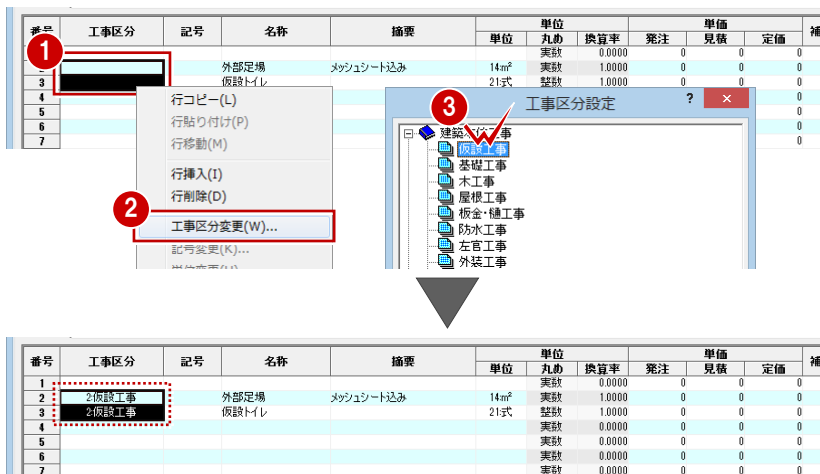 番号 工事区分 記号 名称 摘要 単位 単価 補
単位 丸め 換算率 発注 見積 定価
実数 0.0000 0 0 0
外部足場 メッシュシート込み 14:m² 実数 1.0000 0 0 0
3 仮設トイレ 21:式 整数 1.0000 0 0 0
4 0
5 0
6 0
7 0
1
行コピー(L)
行貼り付け(P)
行移動(M)
行挿入(I)
行削除(D)
2
工事区分変更(W)...
記号変更(K)...
3
工事区分設定 ? ×
仮設工事
基礎工事
木工事
屋根工事
板金・樋工事
防水工事
左官工事
外装工事
番号 工事区分 記号 名称 摘要 単位 単価 補
単位 丸め 換算率 発注 見積 定価
1 実数 0.0000 0 0 0
2 2:仮設工事 外部足場 メッシュシート込み 14:m² 実数 1.0000 0 0 0
3 2:仮設工事 仮設トイレ 21:式 整数 1.0000 0 0 0
4 実数 0.0000 0 0 0
5 実数 0.0000 0 0 0
6 実数 0.0000 0 0 0
7 実数 0.0000 0 0 0